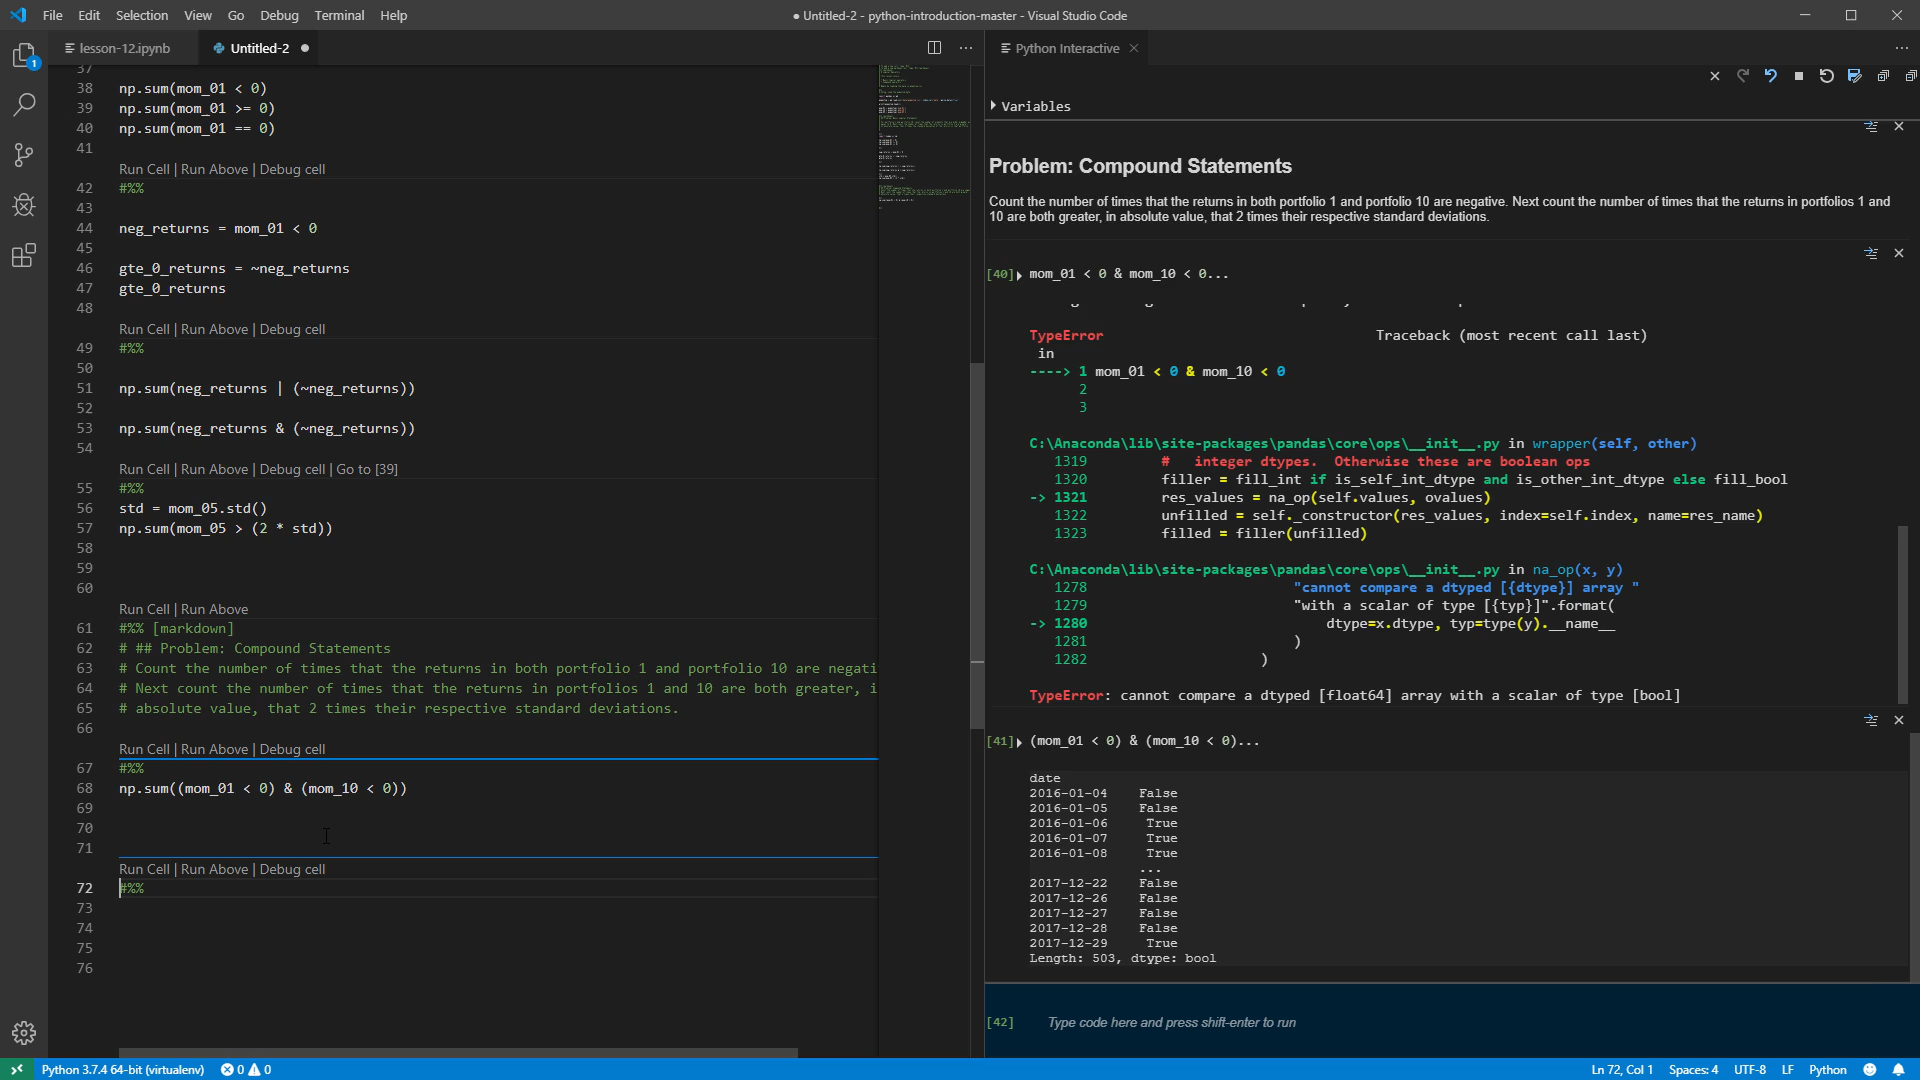 File Edit Selection View Go Debug Terminal Help
● Untitled-2 - python-introduction-master - Visual Studio Code
lesson-12.ipynb
Untitled-2
Python Interactive
1
37
38 np.sum(mom_01 < 0)
39 np.sum(mom_01 >= 0)
40 np.sum(mom_01 == 0)
41
Run Cell | Run Above | Debug cell
42 #%%
43
44 neg_returns = mom_01 < 0
45
46 gte_0_returns = ~neg_returns
47 gte_0_returns
48
Run Cell | Run Above | Debug cell
49 #%%
50
51 np.sum(neg_returns | (~neg_returns))
52
53 np.sum(neg_returns & (~neg_returns))
54
Run Cell | Run Above | Debug cell | Go to [39]
55 #%%
56 std = mom_05.std()
57 np.sum(mom_05 > (2 * std))
58
59
60
Run Cell | Run Above
61 #%% [markdown]
62 # ## Problem: Compound Statements
63 # Count the number of times that the returns in both portfolio 1 and portfolio 10 are negati
64 # Next count the number of times that the returns in portfolios 1 and 10 are both greater, i
65 # absolute value, that 2 times their respective standard deviations.
66
Run Cell | Run Above | Debug cell
67 #%%
68 np.sum((mom_01 < 0) & (mom_10 < 0))
69
70
71
Run Cell | Run Above | Debug cell
72 #%%
73
74
75
76
Variables
Problem: Compound Statements
Count the number of times that the returns in both portfolio 1 and portfolio 10 are negative. Next count the number of times that the returns in portfolios 1 and
10 are both greater, in absolute value, that 2 times their respective standard deviations.
[40] mom_01 < 0 & mom_10 < 0...
TypeError Traceback (most recent call last)
in
----> 1 mom_01 < 0 & mom_10 < 0
2
3
C:\Anaconda\lib\site-packages\pandas\core\ops\__init__.py in wrapper(self, other)
1319 # integer dtypes. Otherwise these are boolean ops
1320 filler = fill_int if is_self_int_dtype and is_other_int_dtype else fill_bool
-> 1321 res_values = na_op(self.values, ovalues)
1322 unfilled = self._constructor(res_values, index=self.index, name=res_name)
1323 filled = filler(unfilled)
C:\Anaconda\lib\site-packages\pandas\core\ops\__init__.py in na_op(x, y)
1278 "cannot compare a dtyped [{dtype}] array "
1279 "with a scalar of type [{typ}]".format(
-> 1280 dtype=x.dtype, typ=type(y).__name__
1281 )
1282 )
TypeError: cannot compare a dtyped [float64] array with a scalar of type [bool]
[41] (mom_01 < 0) & (mom_10 < 0)...
date
2016-01-04 False
2016-01-05 False
2016-01-06 True
2016-01-07 True
2016-01-08 True
...
2017-12-22 False
2017-12-26 False
2017-12-27 False
2017-12-28 False
2017-12-29 True
Length: 503, dtype: bool
[42] Type code here and press shift-enter to run
Python 3.7.4 64-bit (virtualenv) 0 0
Ln 72, Col 1 Spaces: 4 UTF-8 LF Python